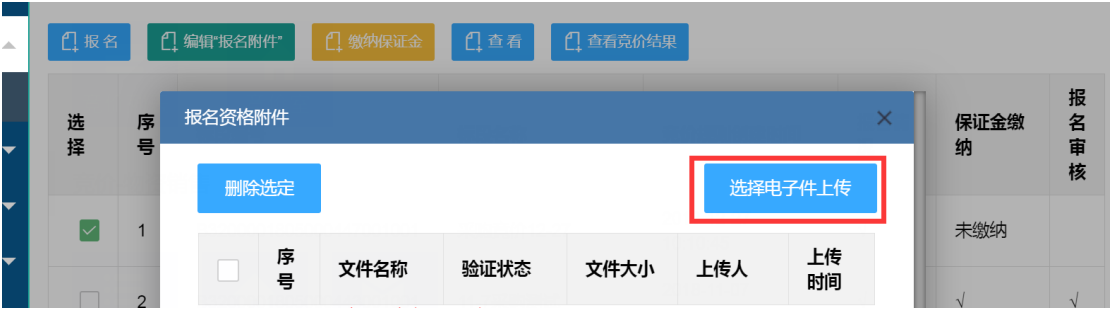 报名
编辑"报名附件"
缴纳保证金
查看
查看竞价结果
选择
序号
保证金缴纳
报名审核
报名资格附件
删除选定
选择电子件上传
序号
文件名称
验证状态
文件大小
上传人
上传时间
1
未缴纳
2
√
√